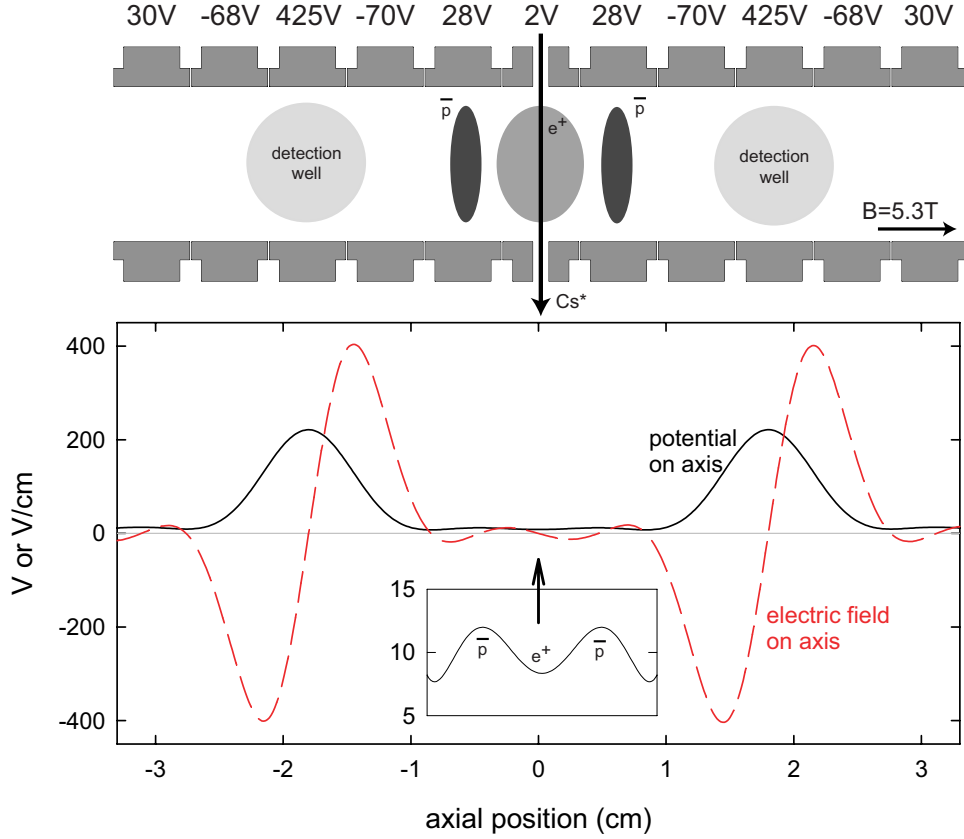 30V -68V 425V -70V 28V 2V 28V -70V 425V -68V 30V
p̅ p̅
e+
detection
well
detection
well
B=5.3T
Cs*
400
200
0
-200
-400
V or V/cm
potential
on axis
electric field
on axis
15
10
5
p̅ e+ p̅
-3 -2 -1 0 1 2 3
axial position (cm)